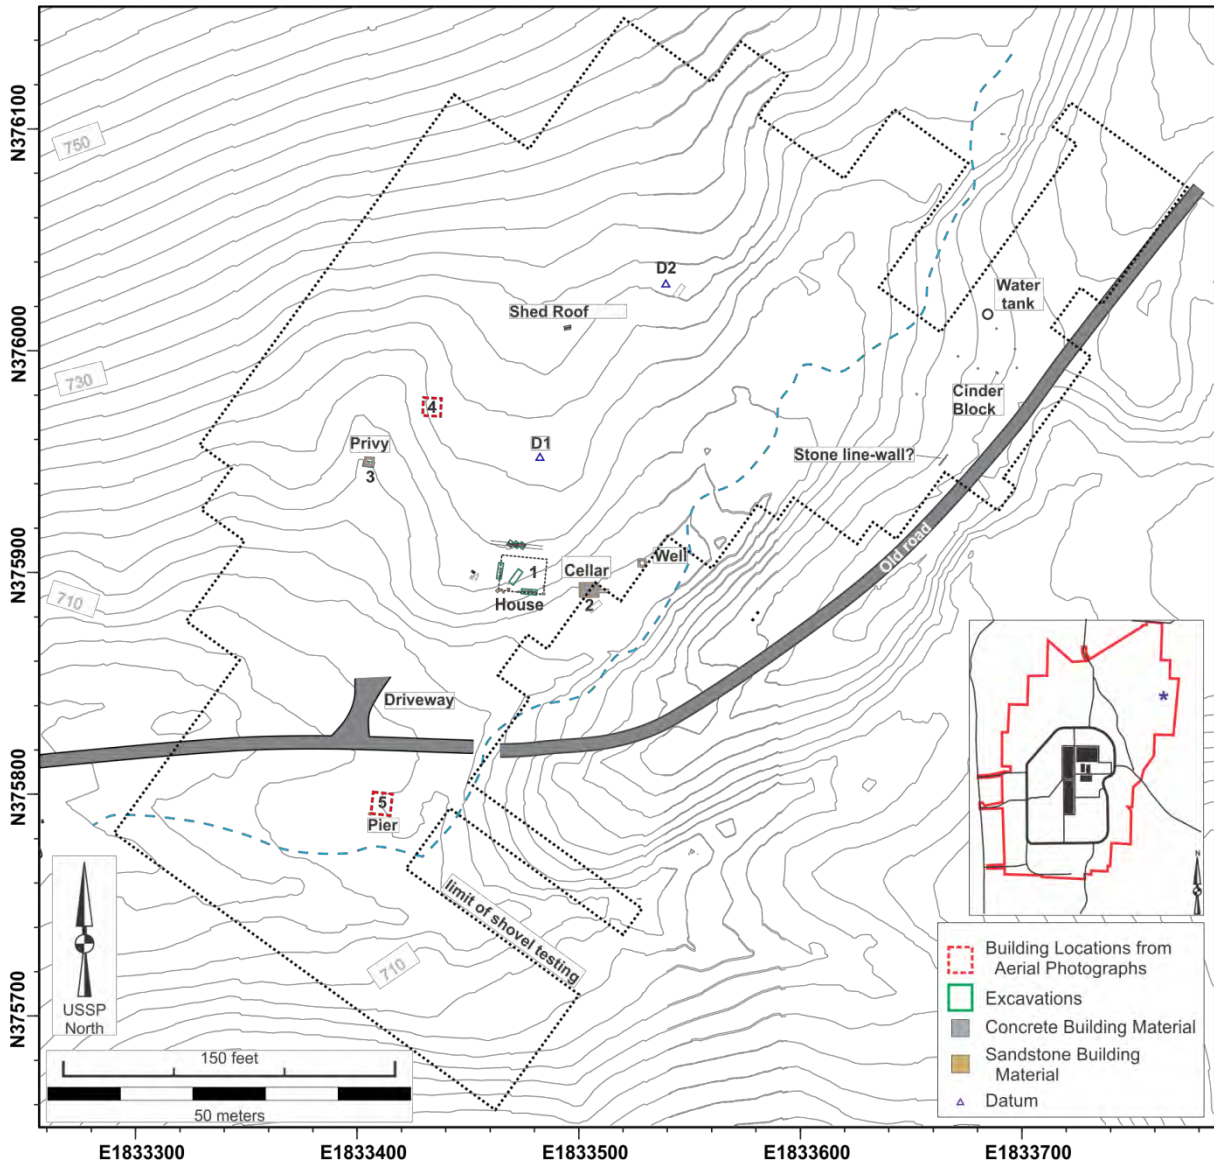 N376100
N376000
N375900
N375800
N375700
750
730
710
D2
Shed Roof
Water
tank
4
D1
Cinder
Block
Privy
3
Stone line-wall?
Old road
1
House
Cellar
2
Well
Driveway
5
Pier
limit of shovel testing
710
USSP
North
150 feet
50 meters
N
*
Building Locations from
Aerial Photographs
Excavations
Concrete Building Material
Sandstone Building
Material
Datum
E1833300
E1833400
E1833500
E1833600
E1833700